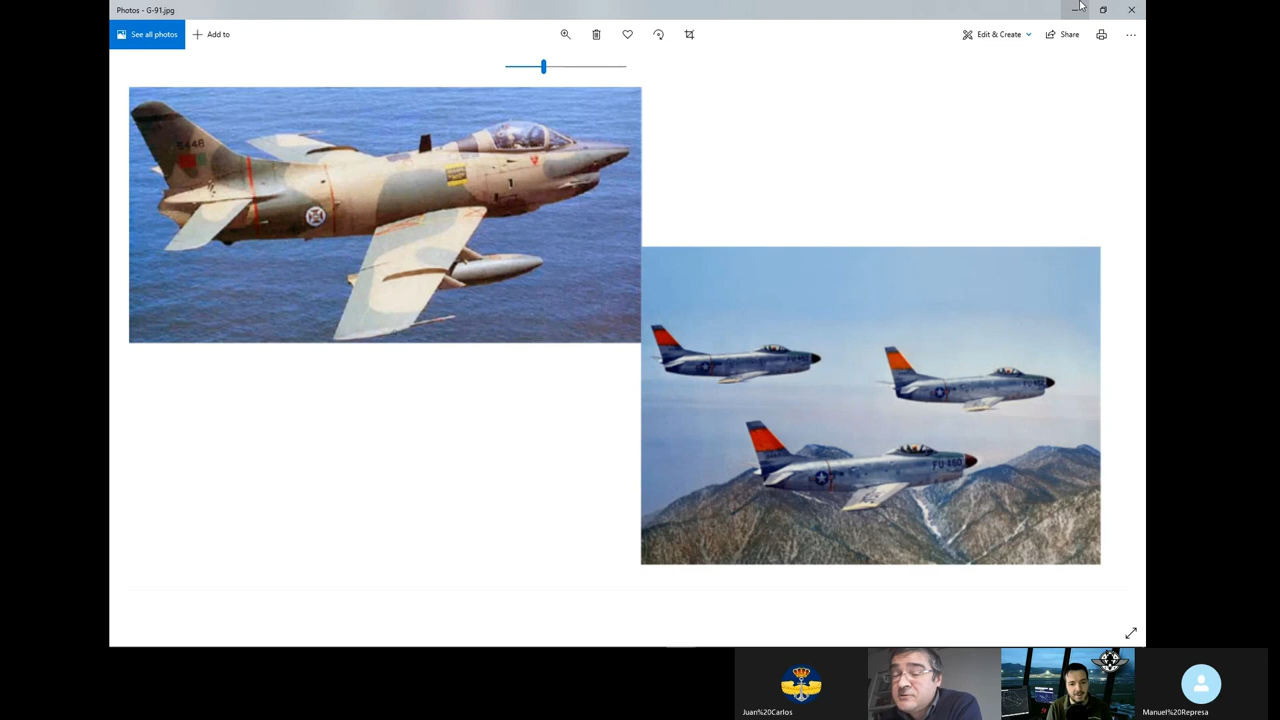 Photos - G-91.jpg
See all photos
Add to
Edit & Create
Share
5448
FU-460
Juan%20Carlos
Manuel%20Represa